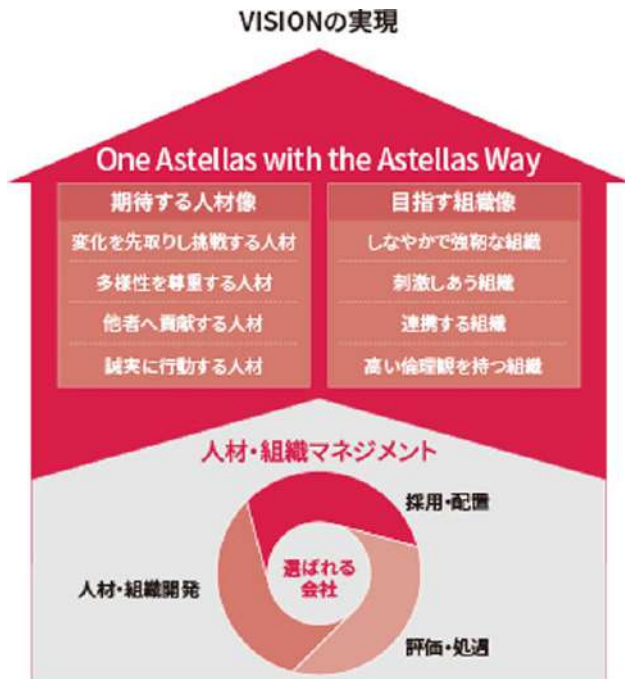 VISIONの実現
One Astellas with the Astellas Way
期待する人材像
変化を先取りし挑戦する人材
多様性を尊重する人材
他者へ貢献する人材
誠実に行動する人材
目指す組織像
しなやかで強靭な組織
刺激しあう組織
連携する組織
高い倫理観を持つ組織
人材・組織マネジメント
採用・配置
選ばれる
会社
人材・組織開発
評価・処遇